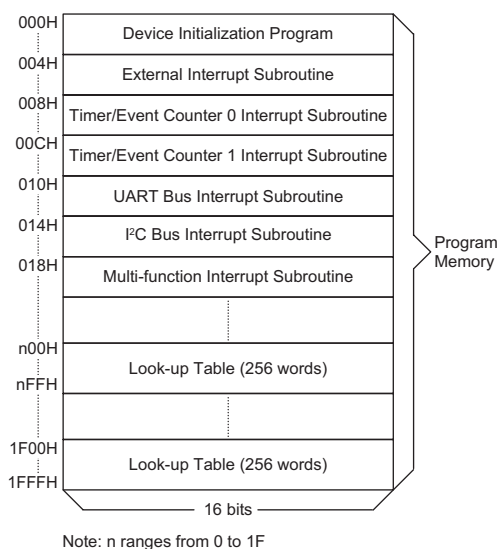 000H
Device Initialization Program
004H
External Interrupt Subroutine
008H
Timer/Event Counter 0 Interrupt Subroutine
00CH
Timer/Event Counter 1 Interrupt Subroutine
010H
UART Bus Interrupt Subroutine
014H
I²C Bus Interrupt Subroutine
018H
Multi-function Interrupt Subroutine
Program
Memory
n00H
Look-up Table (256 words)
nFFH
1F00H
Look-up Table (256 words)
1FFFH
16 bits
Note: n ranges from 0 to 1F